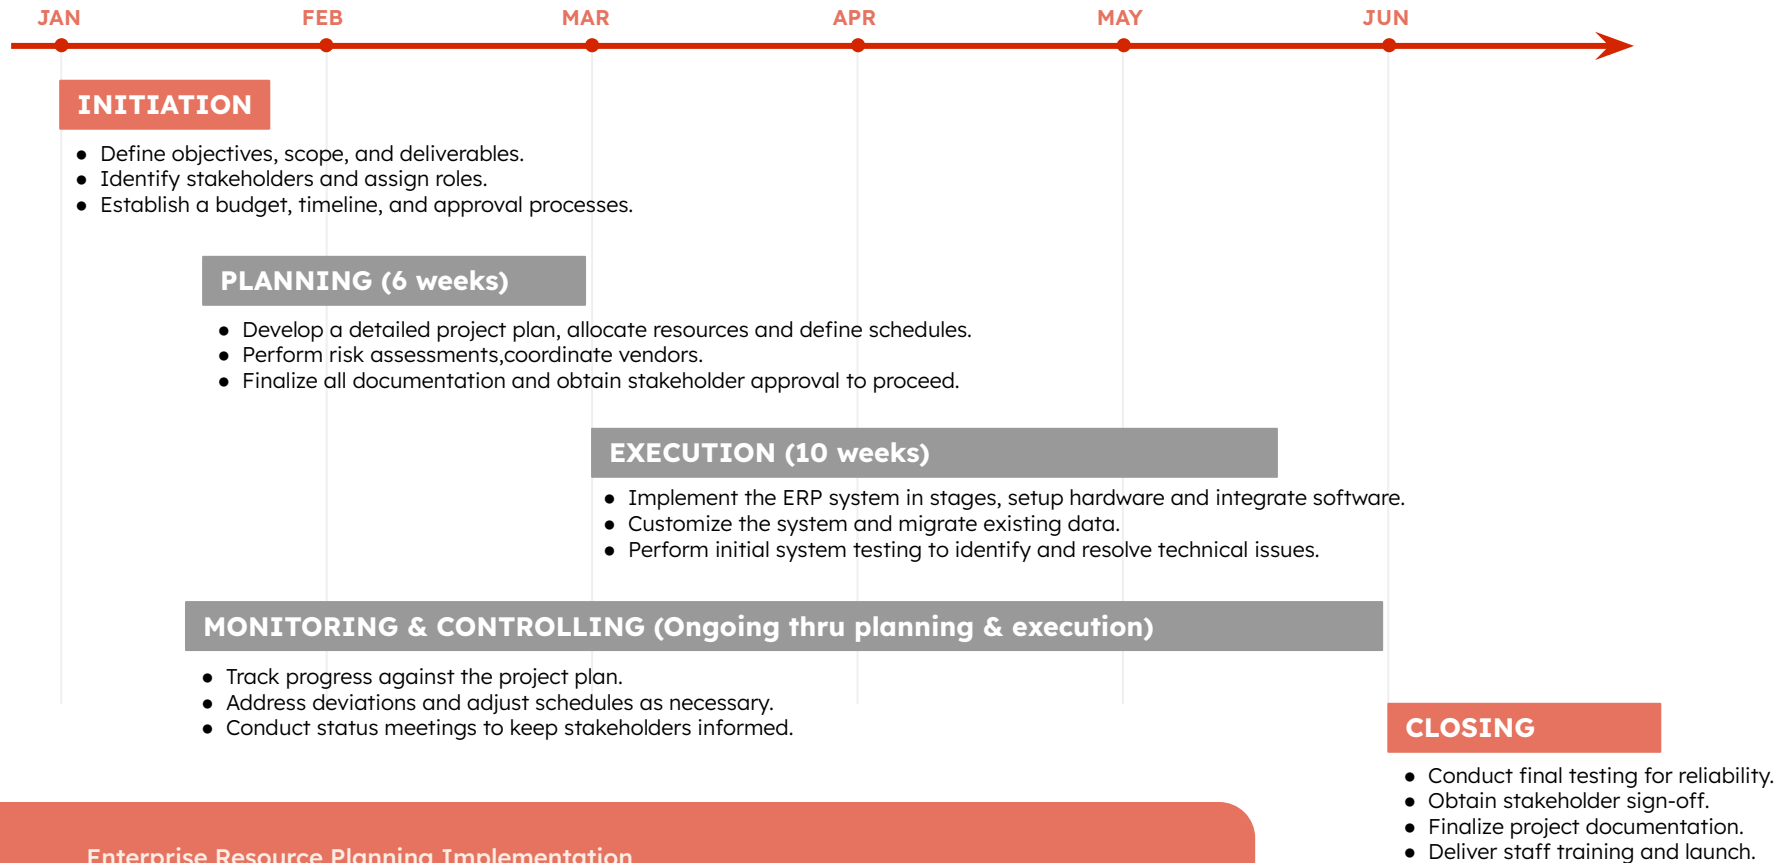 JAN FEB MAR APR MAY JUN
INITIATION
● Define objectives, scope, and deliverables.
● Identify stakeholders and assign roles.
● Establish a budget, timeline, and approval processes.
PLANNING (6 weeks)
● Develop a detailed project plan, allocate resources and define schedules.
● Perform risk assessments,coordinate vendors.
● Finalize all documentation and obtain stakeholder approval to proceed.
EXECUTION (10 weeks)
● Implement the ERP system in stages, setup hardware and integrate software.
● Customize the system and migrate existing data.
● Perform initial system testing to identify and resolve technical issues.
MONITORING & CONTROLLING (Ongoing thru planning & execution)
● Track progress against the project plan.
● Address deviations and adjust schedules as necessary.
● Conduct status meetings to keep stakeholders informed.
CLOSING
● Conduct final testing for reliability.
● Obtain stakeholder sign-off.
● Finalize project documentation.
● Deliver staff training and launch.
Enterprise Resource Planning Implementation